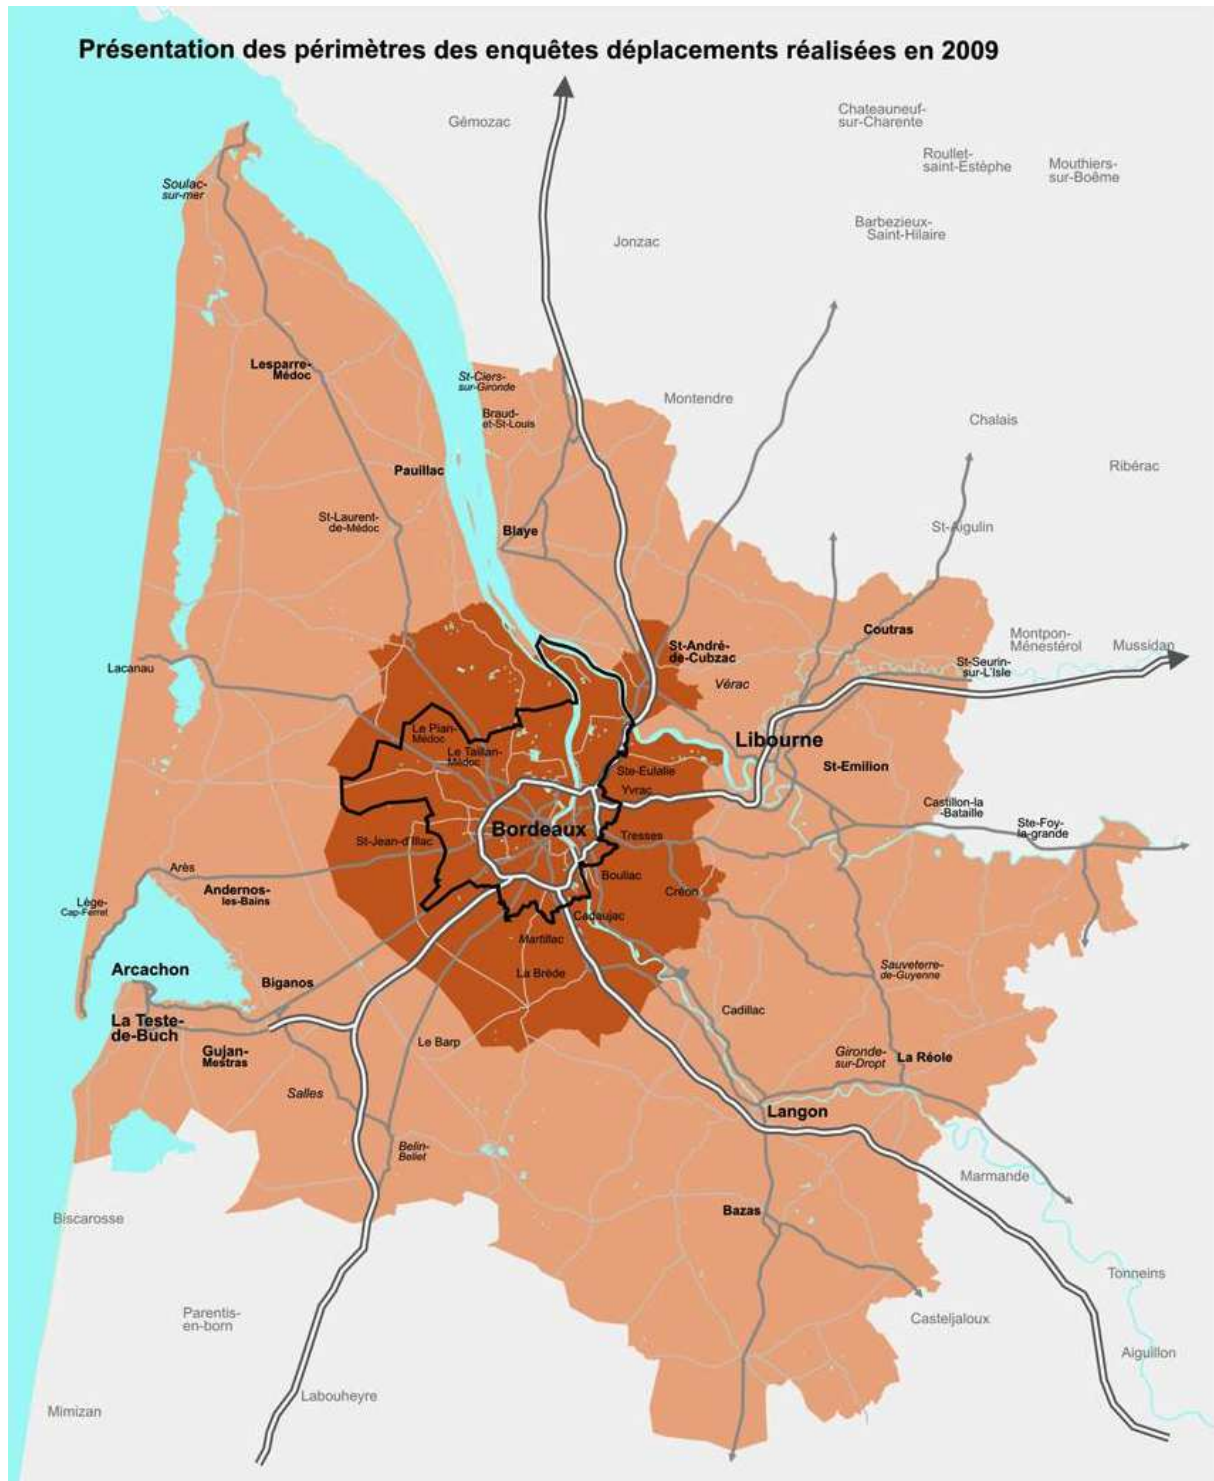 Présentation des périmètres des enquêtes déplacements réalisées en 2009
Gémozac
Chateauneuf-
sur-Charente
Roullet-
saint-Estèphe
Mouthiers-
sur-Boême
Soulac-
sur-mer
Barbezieux-
Saint-Hilaire
Jonzac
Lesparre-
Médoc
St-Ciers-
sur-Gironde
Braud-
et-St-Louis
Montendre
Chalais
Ribérac
Pauillac
St-Laurent-
de-Médoc
Blaye
St-Aigulin
Coutras
Montpon-
Ménestérol
Mussidan
St-André-
de-Cubzac
St-Seurin-
sur-L'Isle
Lacanau
Vérac
Le Pian-
Médoc
Le Taillan-
Médoc
Libourne
Ste-Eulalie
St-Emilion
Yvrac
Castillon-la
-Bataille
Ste-Foy-
la-grande
Bordeaux
St-Jean-d'Illac
Tresses
Arès
Andernos-
les-Bains
Bouliac
Créon
Lège-
Cap-Ferret
Cadaujac
Martillac
Arcachon
Biganos
La Brède
Sauveterre-
de-Guyenne
La Teste-
de-Buch
Cadillac
Gujan-
Mestras
Le Barp
Gironde-
sur-Dropt
La Réole
Salles
Langon
Belin-
Beliet
Marmande
Biscarosse
Bazas
Tonneins
Parentis-
en-born
Casteljaloux
Aiguillon
Labouheyre
Mimizan